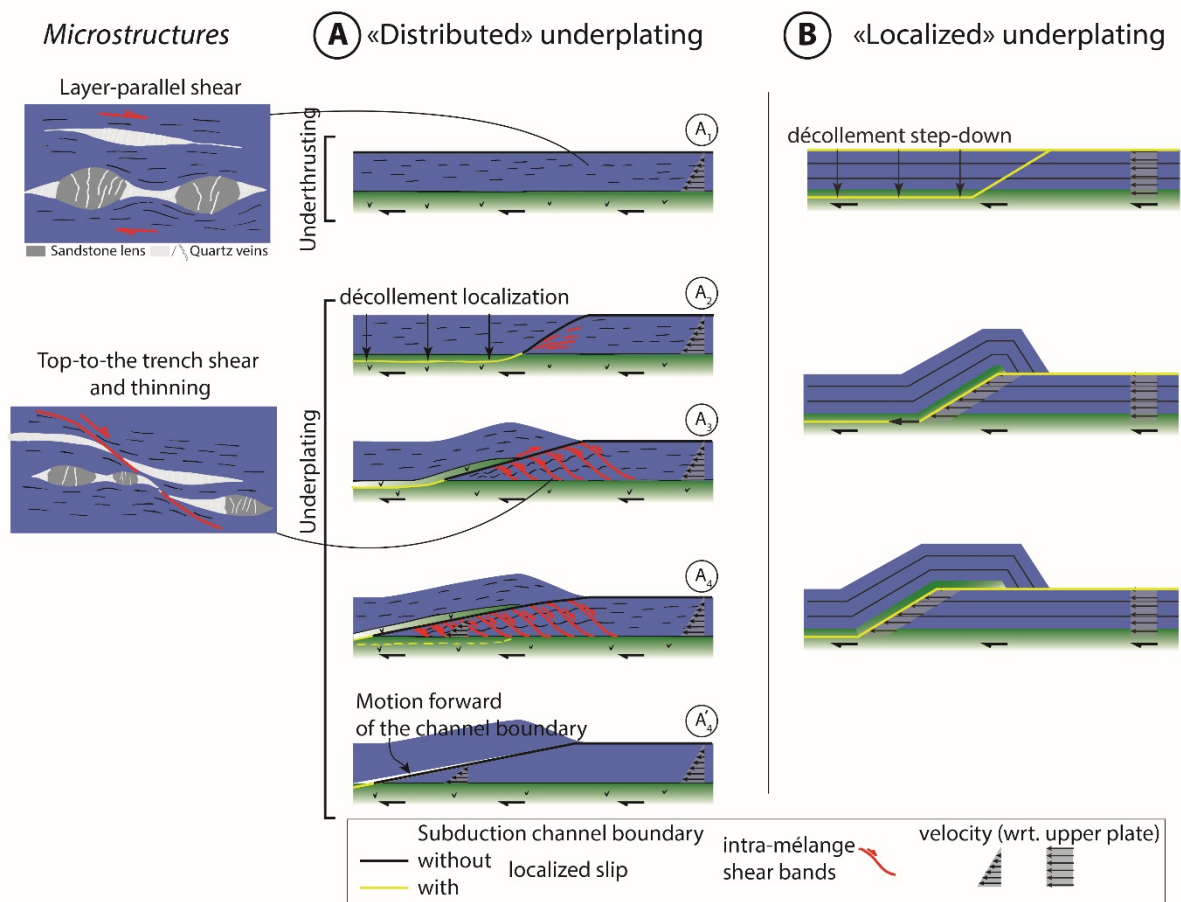 Microstructures
A «Distributed» underplating
B «Localized» underplating
Layer-parallel shear
Sandstone lens
Quartz veins
Top-to-the trench shear
and thinning
Underthrusting
A1
Underplating
décollement localization
A2
A3
A4
Motion forward
of the channel boundary
A'4
décollement step-down
Subduction channel boundary
without
with
localized slip
intra-mélange
shear bands
velocity (wrt. upper plate)